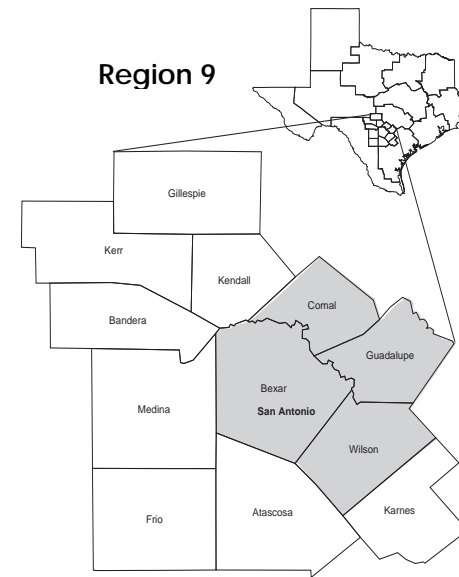 Region 9
Gillespie
Kerr
Kendall
Comal
Bandera
Guadalupe
Bexar
San Antonio
Medina
Wilson
Atascosa
Karnes
Frio